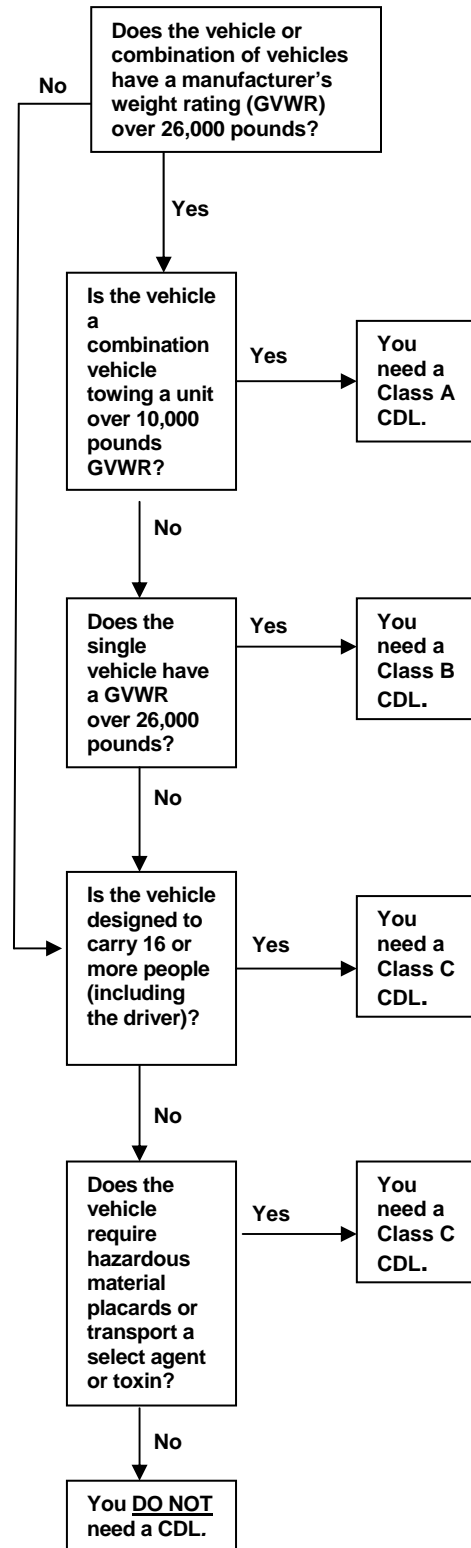 Does the vehicle or
combination of vehicles
have a manufacturer’s
weight rating (GVWR)
over 26,000 pounds?
No
Yes
Is the vehicle
a
combination
vehicle
towing a unit
over 10,000
pounds
GVWR?
Yes
You
need a
Class A
CDL.
No
Does the
single
vehicle have
a GVWR
over 26,000
pounds?
Yes
You
need a
Class B
CDL.
No
Is the vehicle
designed to
carry 16 or
more people
(including
the driver)?
Yes
You
need a
Class C
CDL.
No
Does the
vehicle
require
hazardous
material
placards or
transport a
select agent
or toxin?
Yes
You
need a
Class C
CDL.
No
You DO NOT
need a CDL.